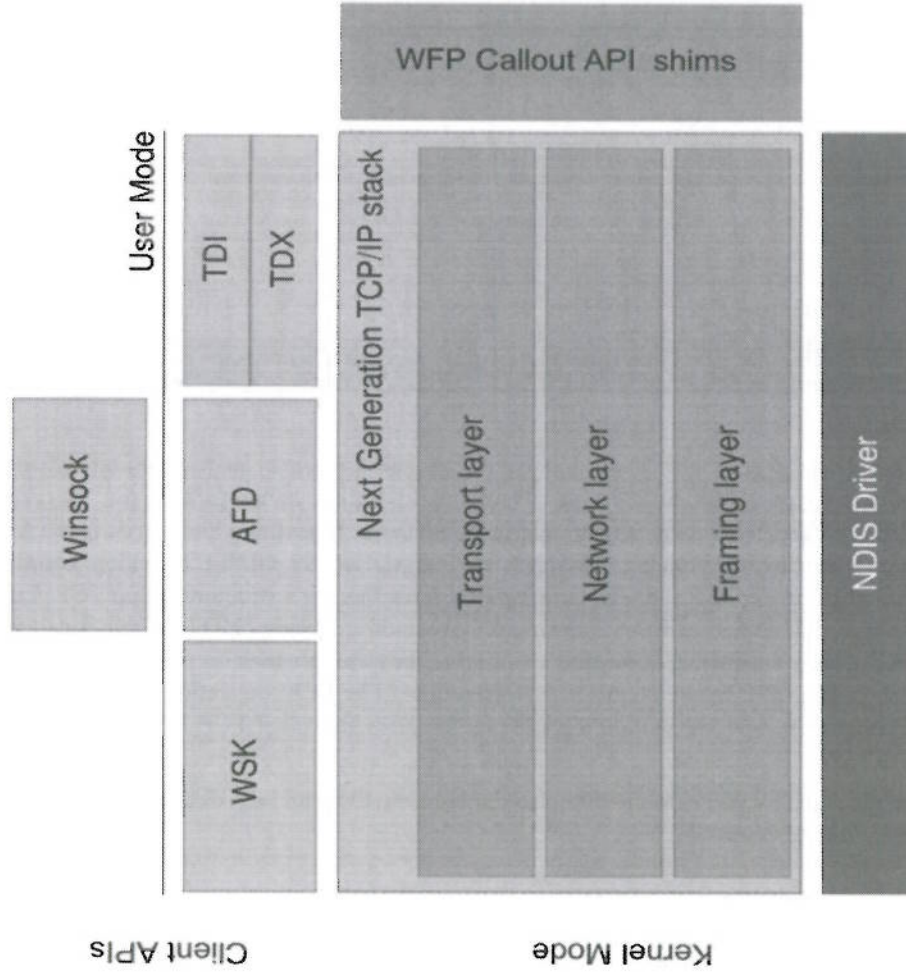 Winsock
User Mode
Client APIs
WSK
AFD
TDI
TDX
Next Generation TCP/IP stack
Transport layer
Network layer
Framing layer
WFP Callout API shims
Kernel Mode
NDIS Driver